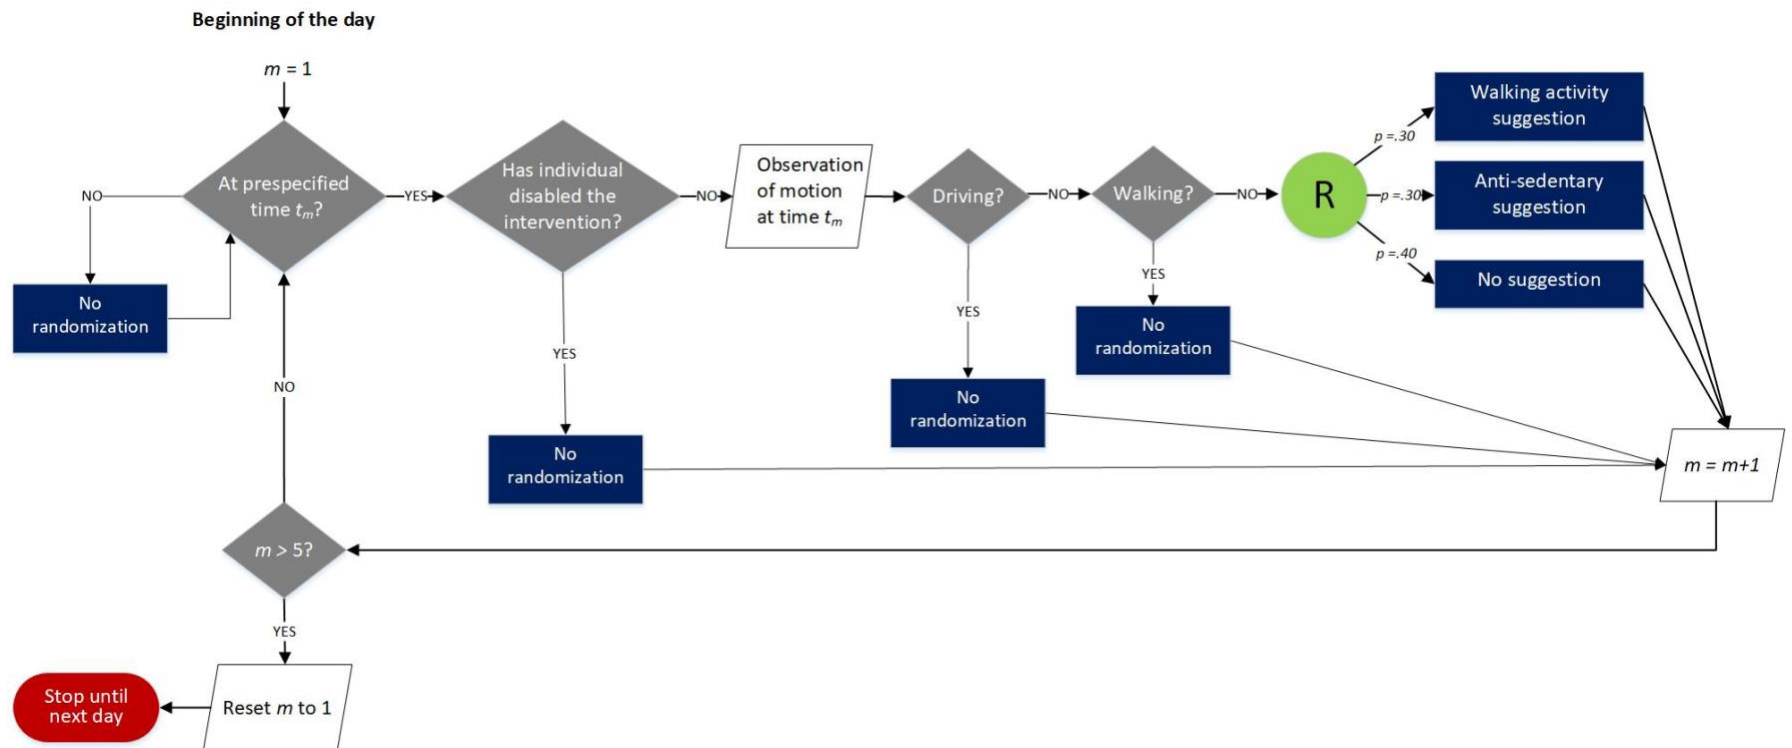 Beginning of the day
m = 1
At prespecified
time tm?
NO
No
randomization
YES
Has individual
disabled the
intervention?
YES
No
randomization
NO
Observation
of motion
at time tm
Driving?
YES
No
randomization
NO
Walking?
YES
No
randomization
NO
R
p =.30
Walking activity
suggestion
p =.30
Anti-sedentary
suggestion
p =.40
No suggestion
m = m+1
m > 5?
NO
YES
Reset m to 1
Stop until
next day